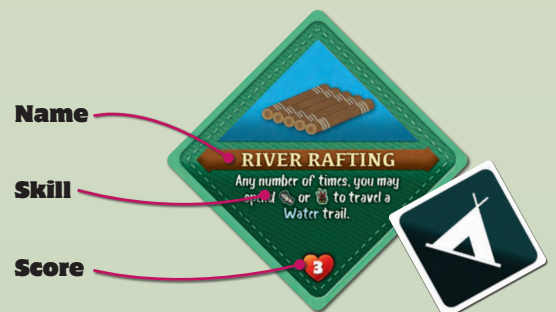 Name
RIVER RAFTING
Skill
Any number of times, you may
spend or to travel a
Water trail.
Score
3